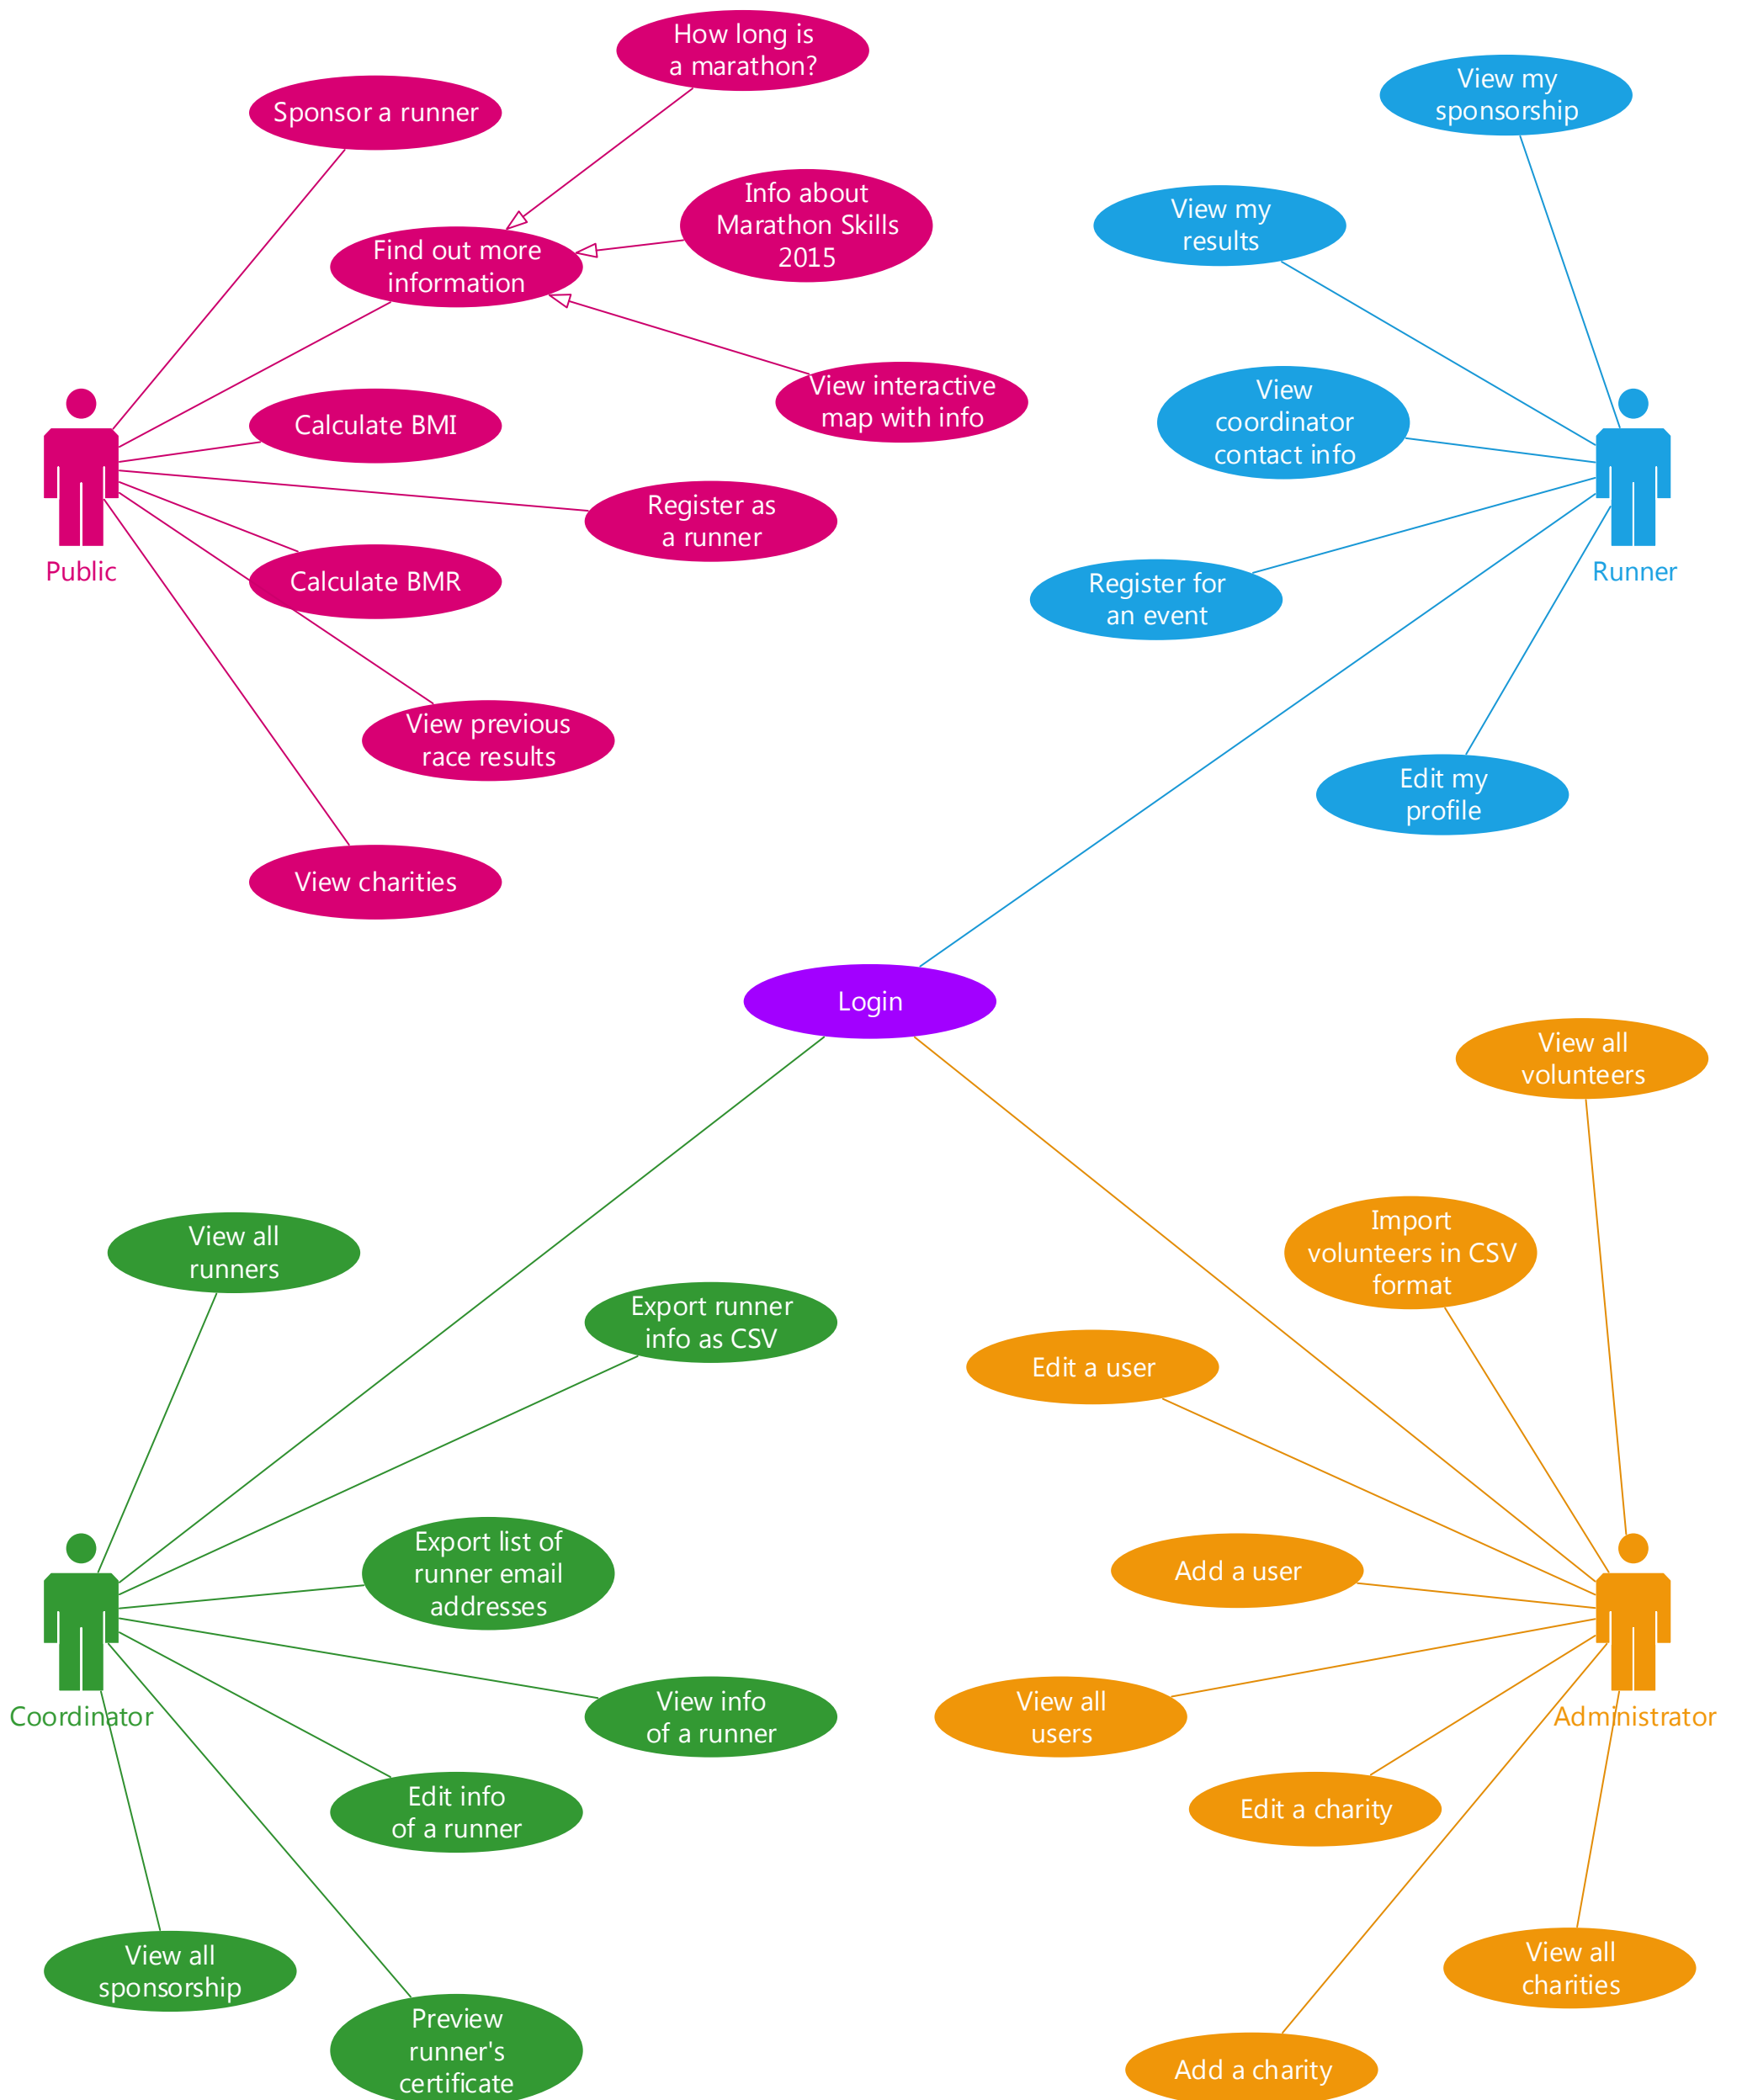 How long is
a marathon?
Sponsor a runner
Info about
Marathon Skills
2015
Find out more
information
View interactive
map with info
Calculate BMI
Register as
a runner
Public
Calculate BMR
View previous
race results
View charities
View my
sponsorship
View my
results
View
coordinator
contact info
Runner
Register for
an event
Edit my
profile
Login
View all
runners
Export runner
info as CSV
Export list of
runner email
addresses
Coordinator
View info
of a runner
Edit info
of a runner
View all
sponsorship
Preview
runner's
certificate
View all
volunteers
Import
volunteers in CSV
format
Edit a user
Add a user
View all
users
Administrator
Edit a charity
View all
charities
Add a charity